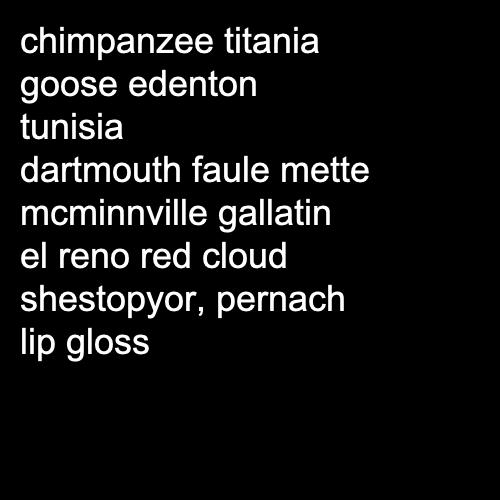 chimpanzee titania
goose edenton
tunisia
dartmouth faule mette
mcminnville gallatin
el reno red cloud
shestopyor, pernach
lip gloss